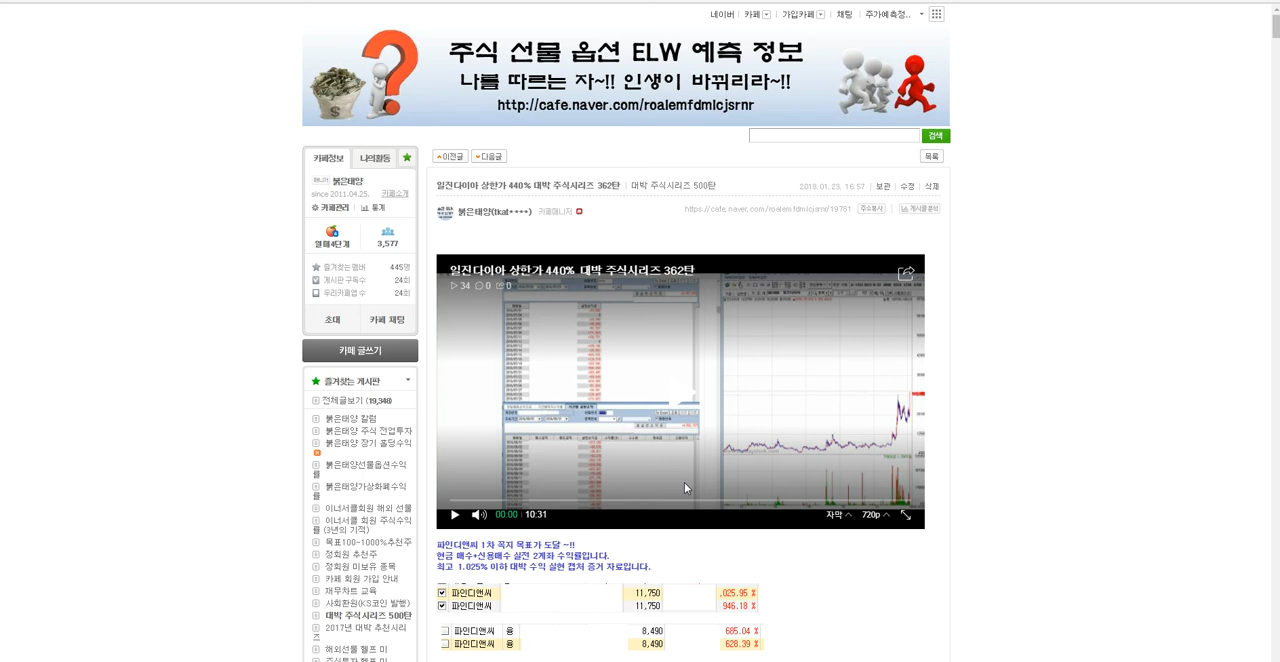 네이버 카페 가입카페 채팅 주가예측정..
주식 선물 옵션 ELW 예측 정보
나를 따르는 자~!! 인생이 바뀌리라~!!
http://cafe.naver.com/roalemfdmlcjsrnr
검색
카페정보 나의활동
매니저 붉은태양
since 2011.04.25. 카페소개
카페관리 통계
열매4단계 3,577
즐겨찾는 멤버 445명
게시판 구독수 24회
우리카페앱 수 24회
초대 카페 채팅
카페 글쓰기
즐겨찾는 게시판
전체글보기 (19,348)
붉은태양 칼럼
붉은태양 주식 전업투자
붉은태양 장기 홀딩수익
붉은태양선물옵션수익
률
붉은태양가상화폐수익
률
이너서클회원 해외 선물
이너서클 회원 주식수익
률 (3년의 기적)
목표100-1000%추천주
정회원 추천주
정회원 미보유 종목
카페 회원 가입 안내
재무차트 교육
사회환원(KS코인 발행)
대박 주식시리즈 500탄
2017년 대박 추천시리
즈
해외선물 헬프 미
주식투자 헬프 미
이전글 다음글 목록
일진다이아 상한가 440% 대박 주식시리즈 362탄 대박 주식시리즈 500탄 2018.01.23. 16:57 보관 수정 삭제
붉은태양(tkat****) 카페매니저 https://cafe.naver.com/roalemfdmlcjsrnr/19781 주소복사 게시글 분석
일진다이아 상한가 440% 대박 주식시리즈 362탄
34 0 0
00:00 10:31 자막 720p
파인디앤씨 1차 쪽지 목표가 도달 ~!!
현금 매수+신용매수 실전 2계좌 수익률입니다.
최고 1.025% 이하 대박 수익 실현 캡처 증거 자료입니다.
파인디앤씨 11,750 ,025.95 %
파인디앤씨 11,750 946.18 %
파인디앤씨 융 8,490 685.04 %
파인디앤씨 융 8,490 628.39 %